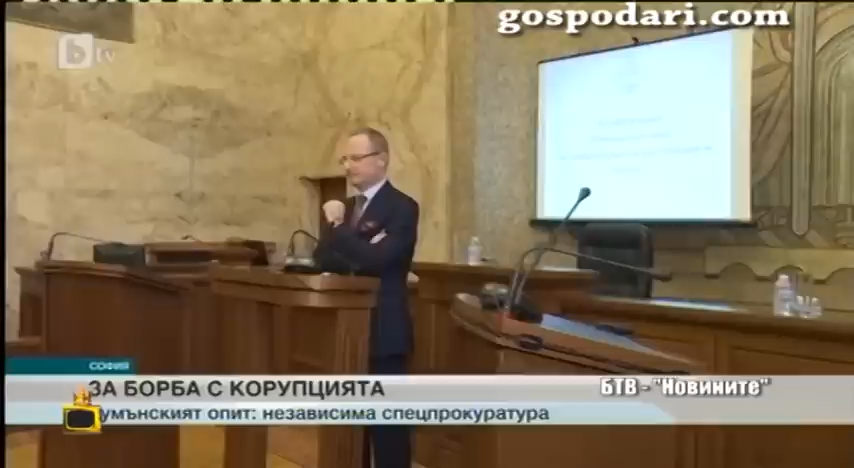 gospodari.com
btv
СОФИЯ
ЗА БОРБА С КОРУПЦИЯТА
БТВ - "Новините"
умънският опит: независима спецпрокуратура